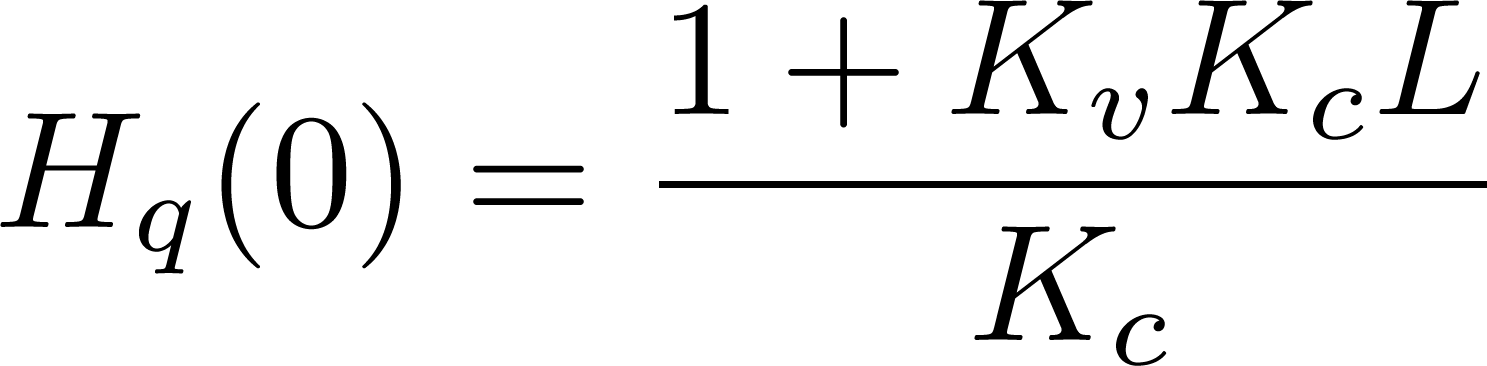 $H_q(0) = \frac{1 + K_v K_c L}{K_c}$